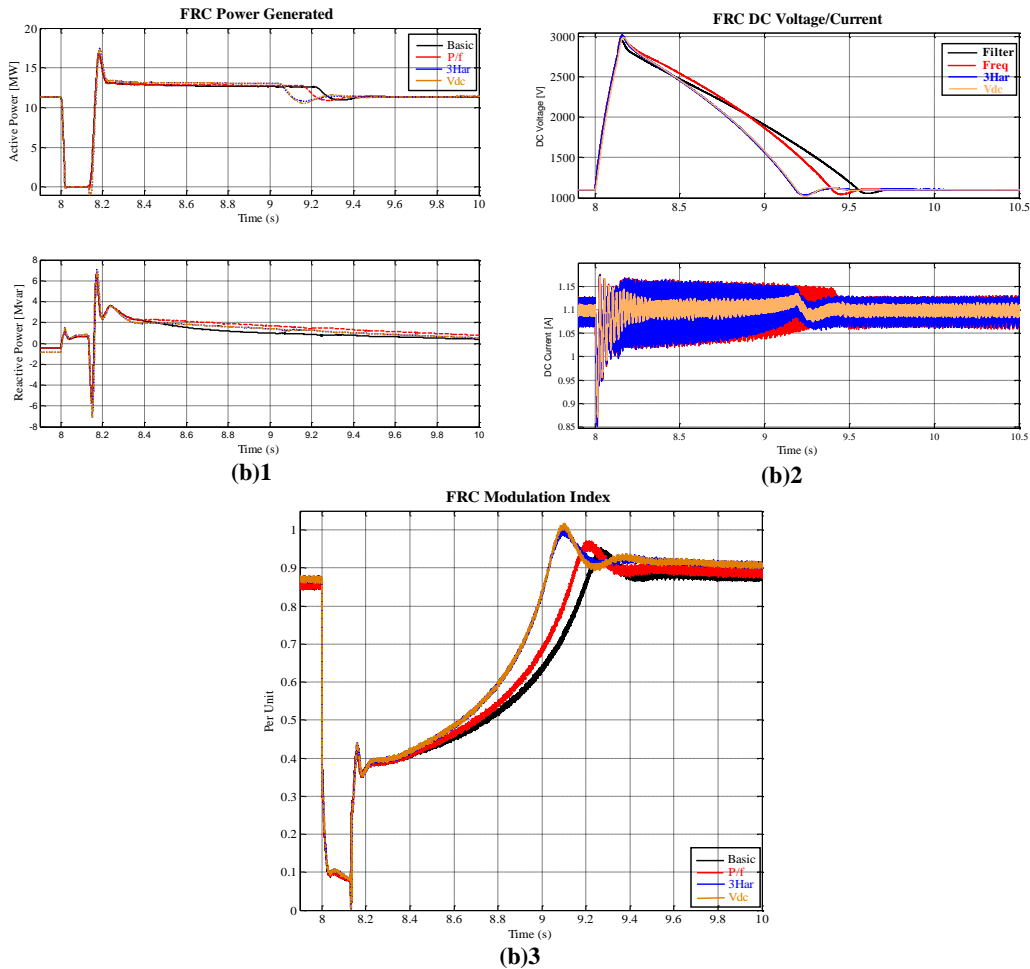 FRC Power Generated
20
15
10
5
0
Active Power [MW]
Basic
P/f
3Har
Vdc
8 8.2 8.4 8.6 8.8 9 9.2 9.4 9.6 9.8 10
Time (s)
8
6
4
2
0
-2
-4
-6
-8
Reactive Power [Mvar]
8 8.2 8.4 8.6 8.8 9 9.2 9.4 9.6 9.8 10
Time (s)
(b)1
FRC DC Voltage/Current
3000
2500
2000
1500
1000
DC Voltage [V]
Filter
Freq
3Har
Vdc
8 8.5 9 9.5 10 10.5
Time (s)
1.15
1.1
1.05
1.1
0.95
0.9
0.85
DC Current [A]
8 8.5 9 9.5 10 10.5
Time (s)
(b)2
FRC Modulation Index
1
0.9
0.8
0.7
0.6
0.5
0.4
0.3
0.2
0.1
0
Per Unit
Basic
P/f
3Har
Vdc
8 8.2 8.4 8.6 8.8 9 9.2 9.4 9.6 9.8 10
Time (s)
(b)3